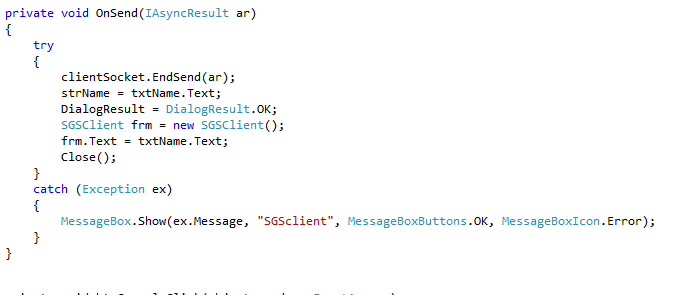 private void OnSend(IAsyncResult ar)
{
    try
    {
        clientSocket.EndSend(ar);
        strName = txtName.Text;
        DialogResult = DialogResult.OK;
        SGSClient frm = new SGSClient();
        frm.Text = txtName.Text;
        Close();
    }
    catch (Exception ex)
    {
        MessageBox.Show(ex.Message, "SGSclient", MessageBoxButtons.OK, MessageBoxIcon.Error);
    }
}